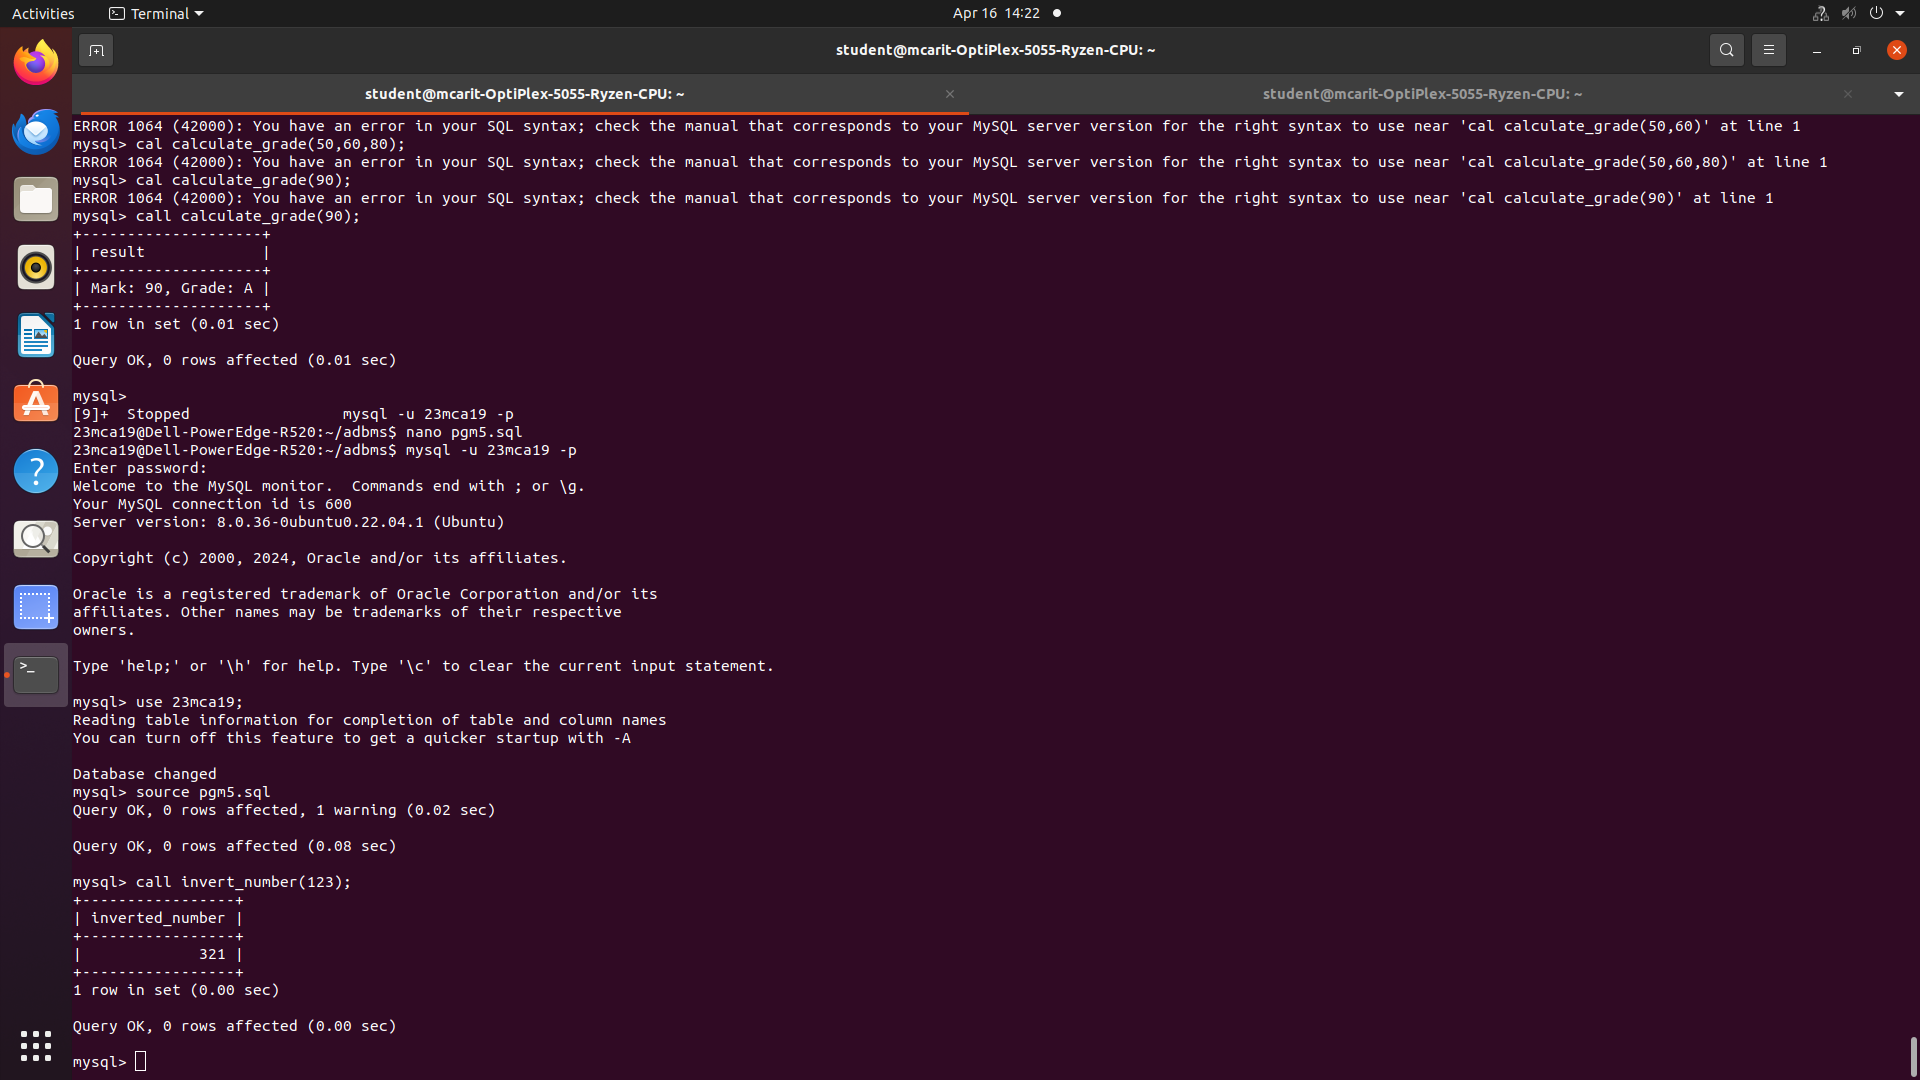 Activities
Terminal
Apr 16 14:22
student@mcarit-OptiPlex-5055-Ryzen-CPU: ~
student@mcarit-OptiPlex-5055-Ryzen-CPU: ~
student@mcarit-OptiPlex-5055-Ryzen-CPU: ~
ERROR 1064 (42000): You have an error in your SQL syntax; check the manual that corresponds to your MySQL server version for the right syntax to use near 'cal calculate_grade(50,60)' at line 1
mysql> cal calculate_grade(50,60,80);
ERROR 1064 (42000): You have an error in your SQL syntax; check the manual that corresponds to your MySQL server version for the right syntax to use near 'cal calculate_grade(50,60,80)' at line 1
mysql> cal calculate_grade(90);
ERROR 1064 (42000): You have an error in your SQL syntax; check the manual that corresponds to your MySQL server version for the right syntax to use near 'cal calculate_grade(90)' at line 1
mysql> call calculate_grade(90);
+--------------------+
| result             |
+--------------------+
| Mark: 90, Grade: A |
+--------------------+
1 row in set (0.01 sec)
Query OK, 0 rows affected (0.01 sec)
mysql>
[9]+  Stopped                 mysql -u 23mca19 -p
23mca19@Dell-PowerEdge-R520:~/adbms$ nano pgm5.sql
23mca19@Dell-PowerEdge-R520:~/adbms$ mysql -u 23mca19 -p
Enter password:
Welcome to the MySQL monitor.  Commands end with ; or \g.
Your MySQL connection id is 600
Server version: 8.0.36-0ubuntu0.22.04.1 (Ubuntu)
Copyright (c) 2000, 2024, Oracle and/or its affiliates.
Oracle is a registered trademark of Oracle Corporation and/or its
affiliates. Other names may be trademarks of their respective
owners.
Type 'help;' or '\h' for help. Type '\c' to clear the current input statement.
mysql> use 23mca19;
Reading table information for completion of table and column names
You can turn off this feature to get a quicker startup with -A
Database changed
mysql> source pgm5.sql
Query OK, 0 rows affected, 1 warning (0.02 sec)
Query OK, 0 rows affected (0.08 sec)
mysql> call invert_number(123);
+-----------------+
| inverted_number |
+-----------------+
|             321 |
+-----------------+
1 row in set (0.00 sec)
Query OK, 0 rows affected (0.00 sec)
mysql>